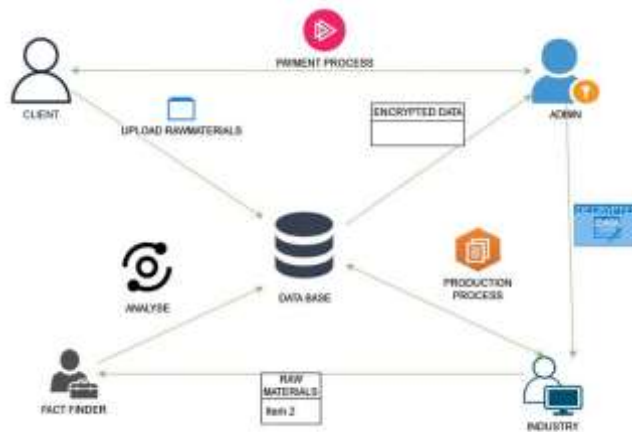 PAYMENT PROCESS
CLIENT
ADMIN
UPLOAD RAWMATERIALS
ENCRYPTED DATA
DATA
DATA BASE
PRODUCTION
PROCESS
ANALYSE
FACT FINDER
RAW
MATERIALS
Item 2
INDUSTRY